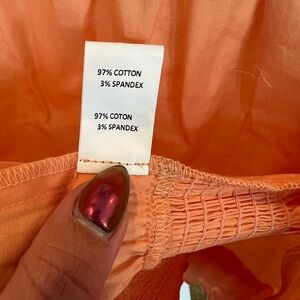 97% COTTON
3% SPANDEX
97% COTON
3% SPANDEX